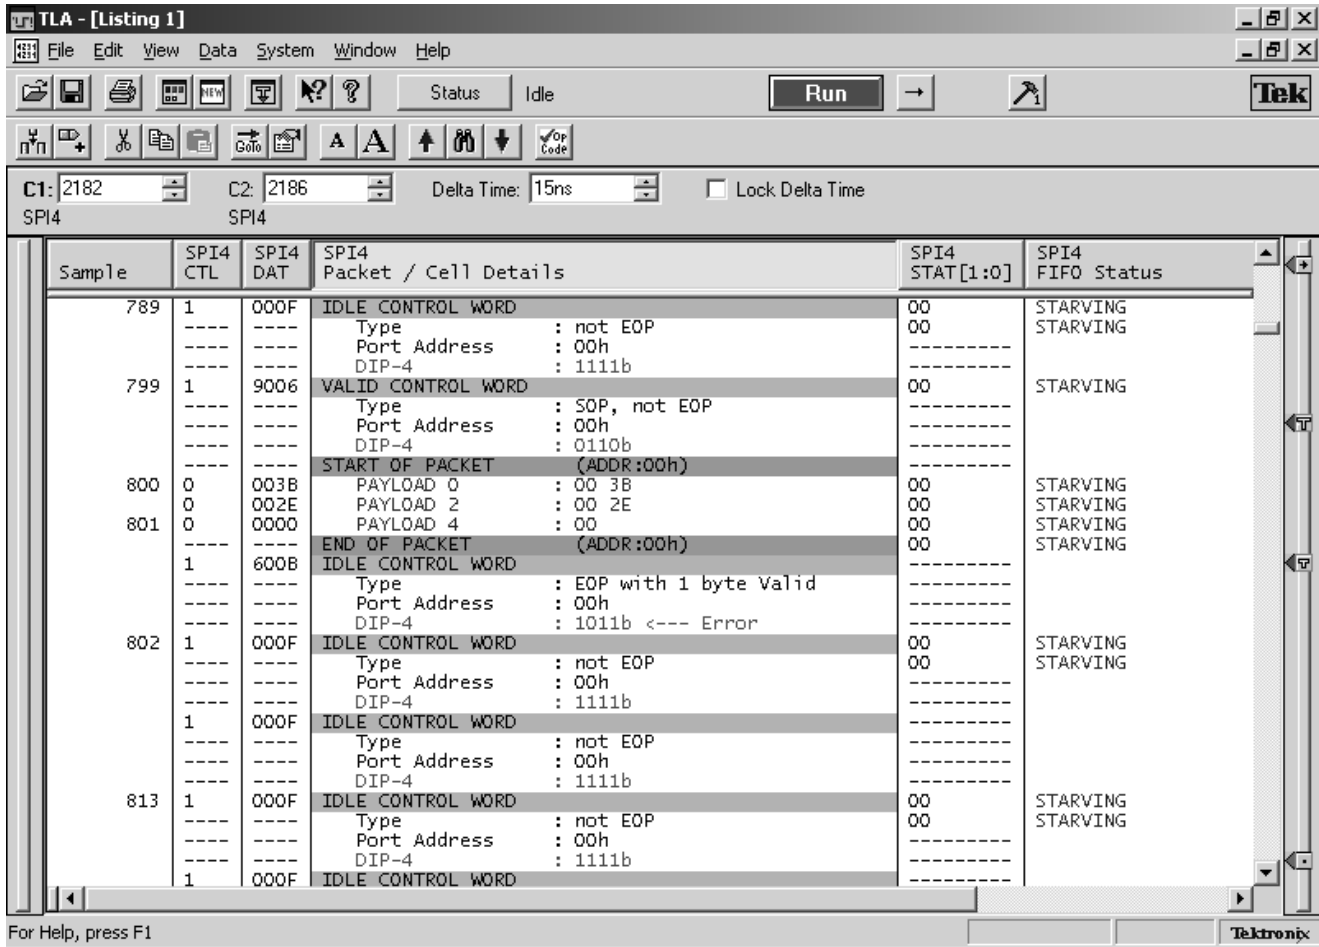 TLA - [Listing 1]
File Edit View Data System Window Help
Status Idle Run Tek
NEW GoTo A A OP Code
C1: 2182 C2: 2186 Delta Time: 15ns Lock Delta Time
SPI4 SPI4
SPI4 SPI4 SPI4 SPI4 SPI4
Sample CTL DAT Packet / Cell Details STAT[1:0] FIFO Status
789 1 000F IDLE CONTROL WORD 00 STARVING
---- ---- Type : not EOP 00 STARVING
---- ---- Port Address : 00h ---------
---- ---- DIP-4 : 1111b ---------
799 1 9006 VALID CONTROL WORD 00 STARVING
---- ---- Type : SOP, not EOP ---------
---- ---- Port Address : 00h ---------
---- ---- DIP-4 : 0110b ---------
---- ---- START OF PACKET (ADDR:00h) ---------
800 0 003B PAYLOAD 0 : 00 3B 00 STARVING
0 002E PAYLOAD 2 : 00 2E 00 STARVING
801 0 0000 PAYLOAD 4 : 00 00 STARVING
---- ---- END OF PACKET (ADDR:00h) 00 STARVING
1 600B IDLE CONTROL WORD ---------
---- ---- Type : EOP with 1 byte Valid ---------
---- ---- Port Address : 00h ---------
---- ---- DIP-4 : 1011b <--- Error ---------
802 1 000F IDLE CONTROL WORD 00 STARVING
---- ---- Type : not EOP 00 STARVING
---- ---- Port Address : 00h ---------
---- ---- DIP-4 : 1111b ---------
1 000F IDLE CONTROL WORD ---------
---- ---- Type : not EOP ---------
---- ---- Port Address : 00h ---------
---- ---- DIP-4 : 1111b ---------
813 1 000F IDLE CONTROL WORD 00 STARVING
---- ---- Type : not EOP 00 STARVING
---- ---- Port Address : 00h ---------
---- ---- DIP-4 : 1111b ---------
1 000F IDLE CONTROL WORD ---------
For Help, press F1 Tektronix